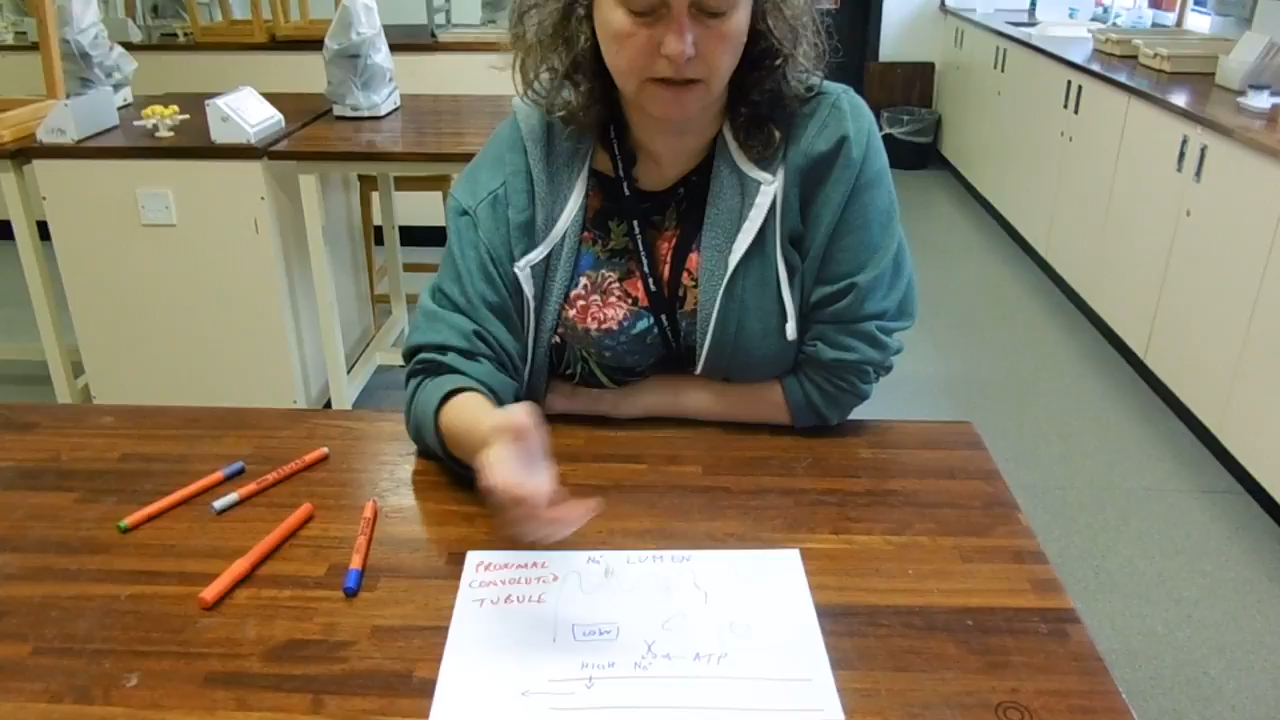 PROXIMAL
CONVOLUTED
TUBULE
Na⁺ LUMEN
LOW
HIGH Na⁺ ATP